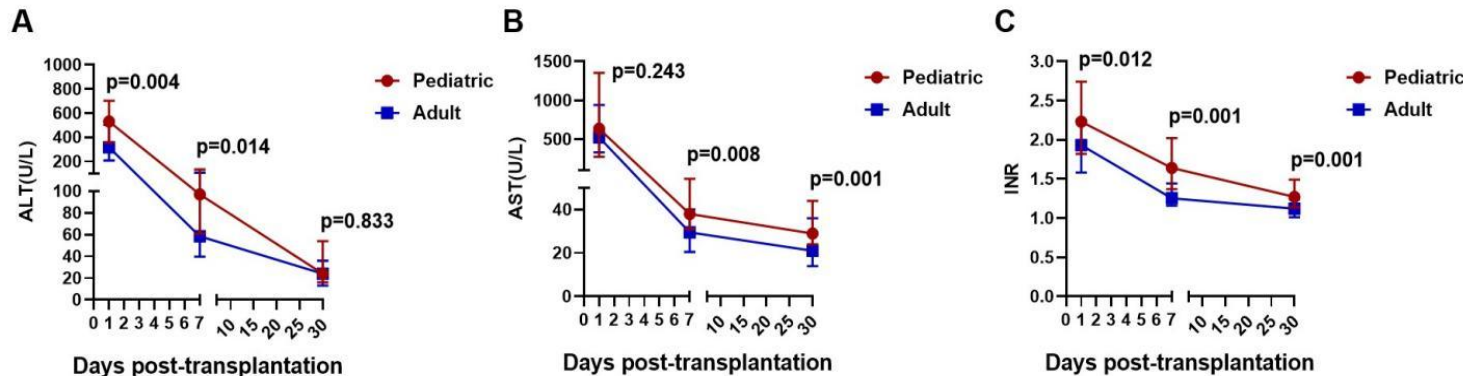 A
ALT(U/L)
1000
800
600
400
200
100
80
60
40
20
0
p=0.004
p=0.014
p=0.833
Pediatric
Adult
0 1 2 3 4 5 6 7 10 15 20 25 30
Days post-transplantation
B
AST(U/L)
1500
1000
500
40
20
0
p=0.243
p=0.008
p=0.001
Pediatric
Adult
0 1 2 3 4 5 6 7 10 15 20 25 30
Days post-transplantation
C
INR
3.0
2.5
2.0
1.5
1.0
0.5
0.0
p=0.012
p=0.001
p=0.001
Pediatric
Adult
0 1 2 3 4 5 6 7 10 15 20 25 30
Days post-transplantation